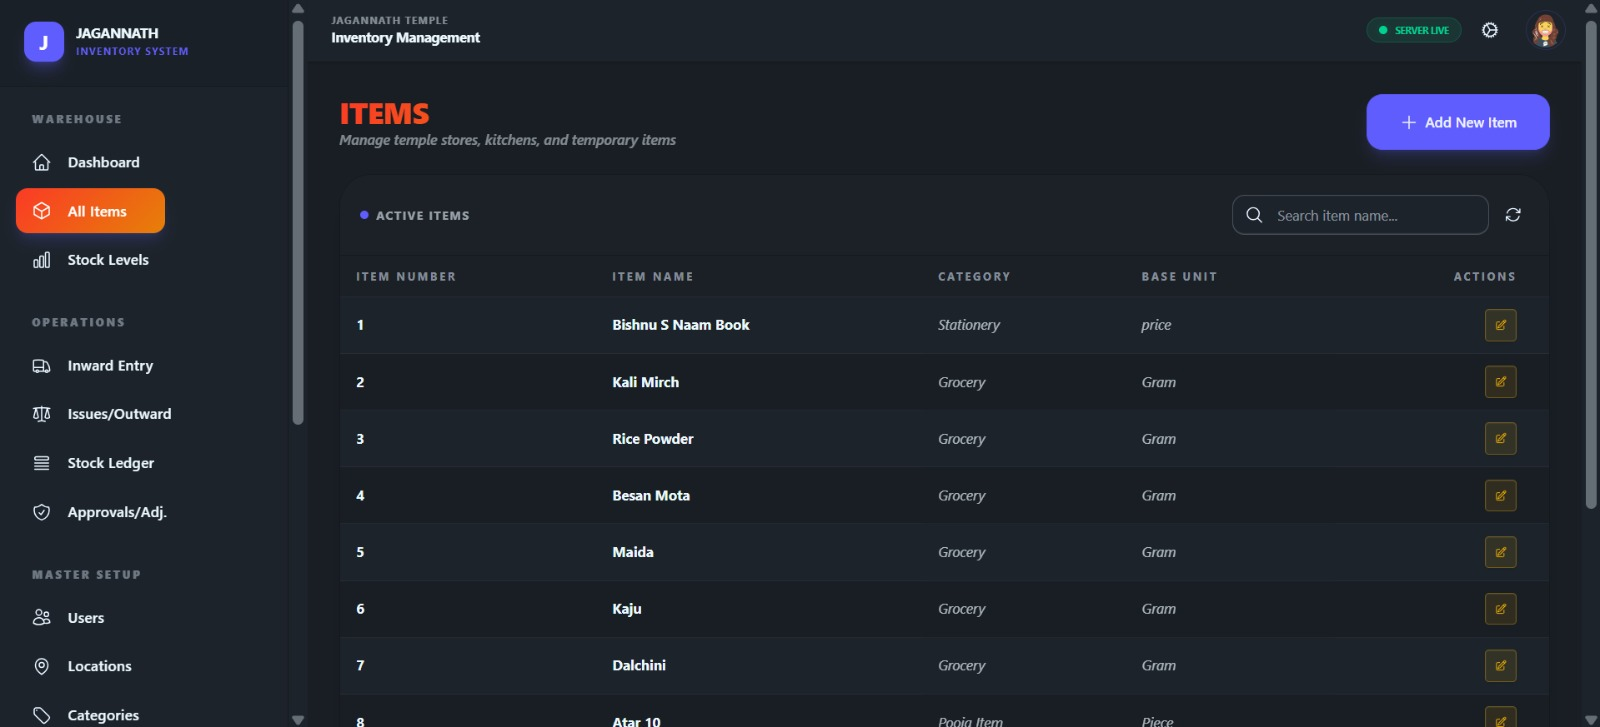 J
JAGANNATH
INVENTORY SYSTEM
WAREHOUSE
Dashboard
All Items
Stock Levels
OPERATIONS
Inward Entry
Issues/Outward
Stock Ledger
Approvals/Adj.
MASTER SETUP
Users
Locations
Categories
JAGANNATH TEMPLE
Inventory Management
SERVER LIVE
ITEMS
Manage temple stores, kitchens, and temporary items
Add New Item
ACTIVE ITEMS
Search item name...
ITEM NUMBER ITEM NAME CATEGORY BASE UNIT ACTIONS
1 Bishnu S Naam Book Stationery price
2 Kali Mirch Grocery Gram
3 Rice Powder Grocery Gram
4 Besan Mota Grocery Gram
5 Maida Grocery Gram
6 Kaju Grocery Gram
7 Dalchini Grocery Gram
8 Atar 10 Pooja Item Piece